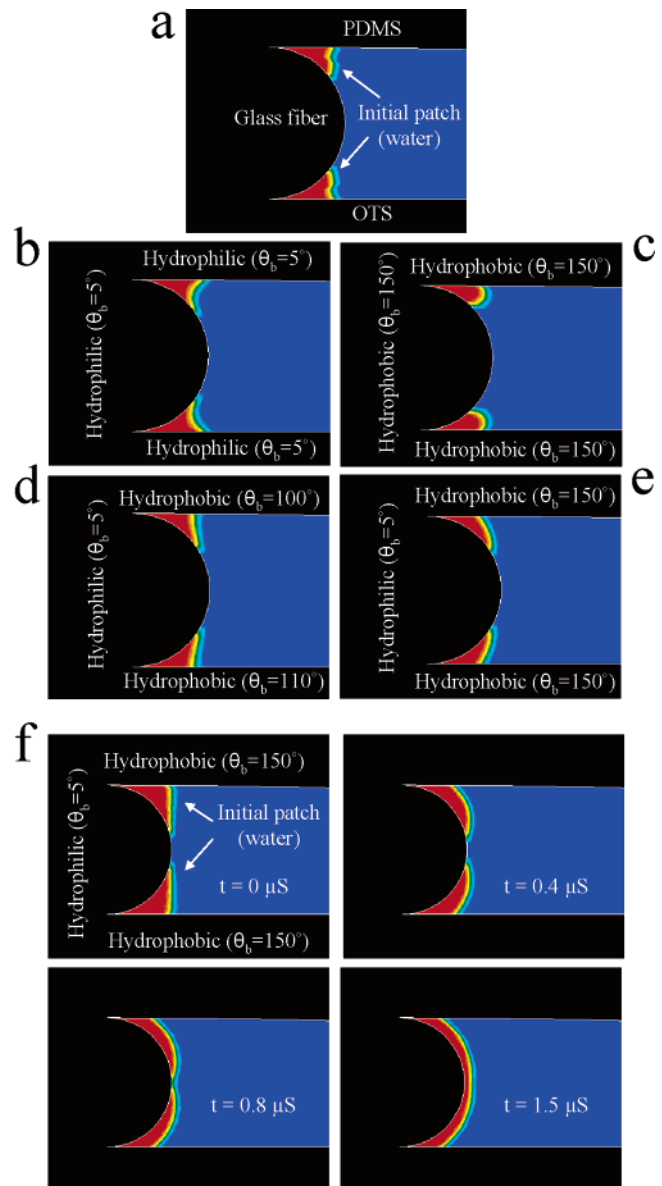 a
PDMS
Glass fiber
Initial patch
(water)
OTS
b
Hydrophilic (θb=5°)
Hydrophilic (θb=5°)
Hydrophilic (θb=5°)
c
Hydrophobic (θb=150°)
Hydrophobic (θb=150°)
Hydrophobic (θb=150°)
d
Hydrophobic (θb=100°)
Hydrophilic (θb=5°)
Hydrophobic (θb=110°)
e
Hydrophobic (θb=150°)
Hydrophilic (θb=5°)
Hydrophobic (θb=150°)
f
Hydrophobic (θb=150°)
Hydrophilic (θb=5°)
Initial patch
(water)
t = 0 μS
Hydrophobic (θb=150°)
t = 0.4 μS
t = 0.8 μS
t = 1.5 μS